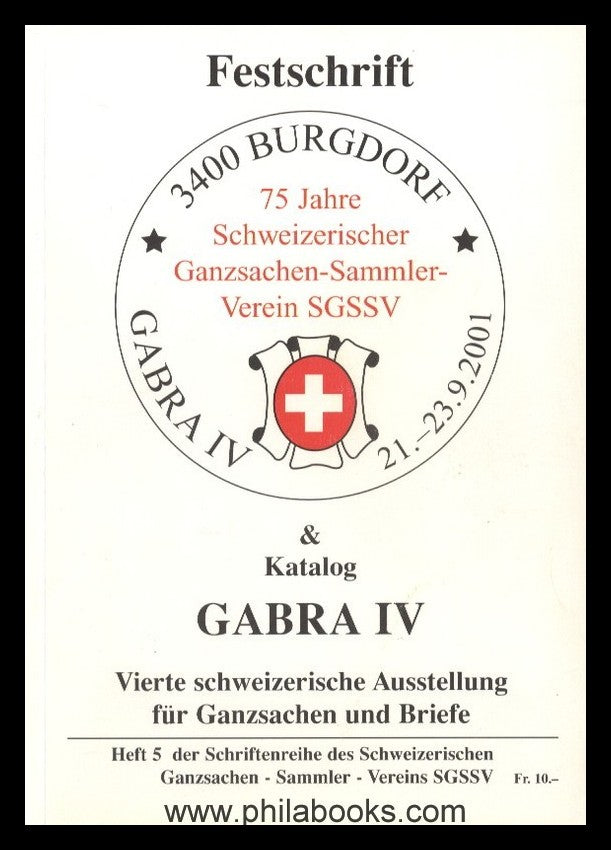 Festschrift
3400 BURGDORF
75 Jahre
Schweizerischer
Ganzsachen-Sammler-
Verein SGSSV
GABRA IV
21.–23.9.2001
&
Katalog
GABRA IV
Vierte schweizerische Ausstellung
für Ganzsachen und Briefe
Heft 5 der Schriftenreihe des Schweizerischen
Ganzsachen - Sammler - Vereins SGSSV Fr. 10.–
www.philabooks.com